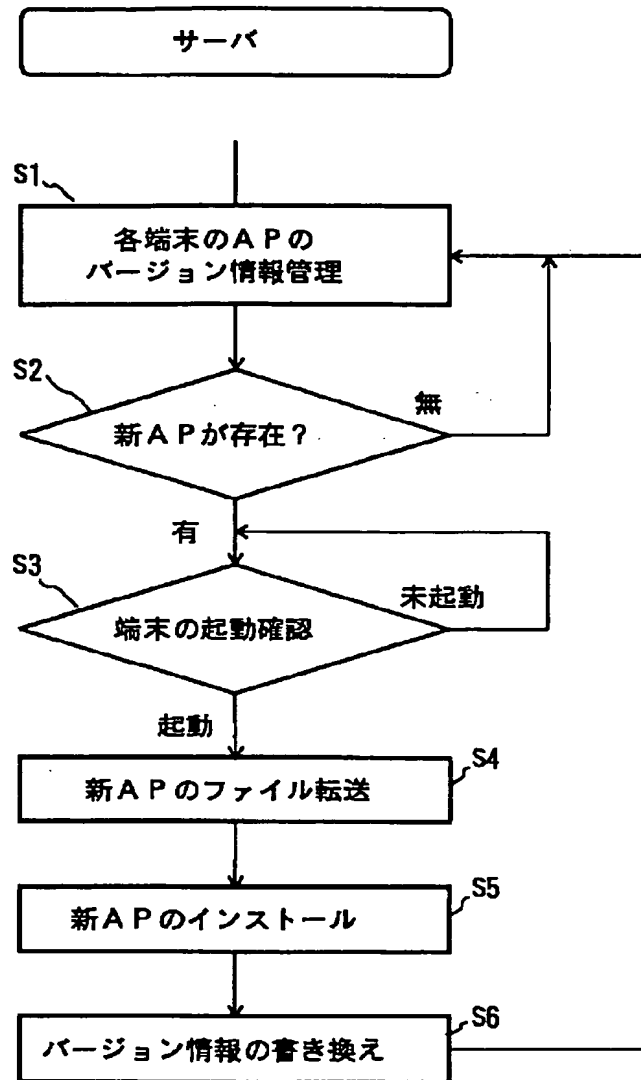 サーバ
S1
各端末のAPの
バージョン情報管理
S2
無
新APが存在？
有
S3
未起動
端末の起動確認
起動
S4
新APのファイル転送
S5
新APのインストール
S6
バージョン情報の書き換え